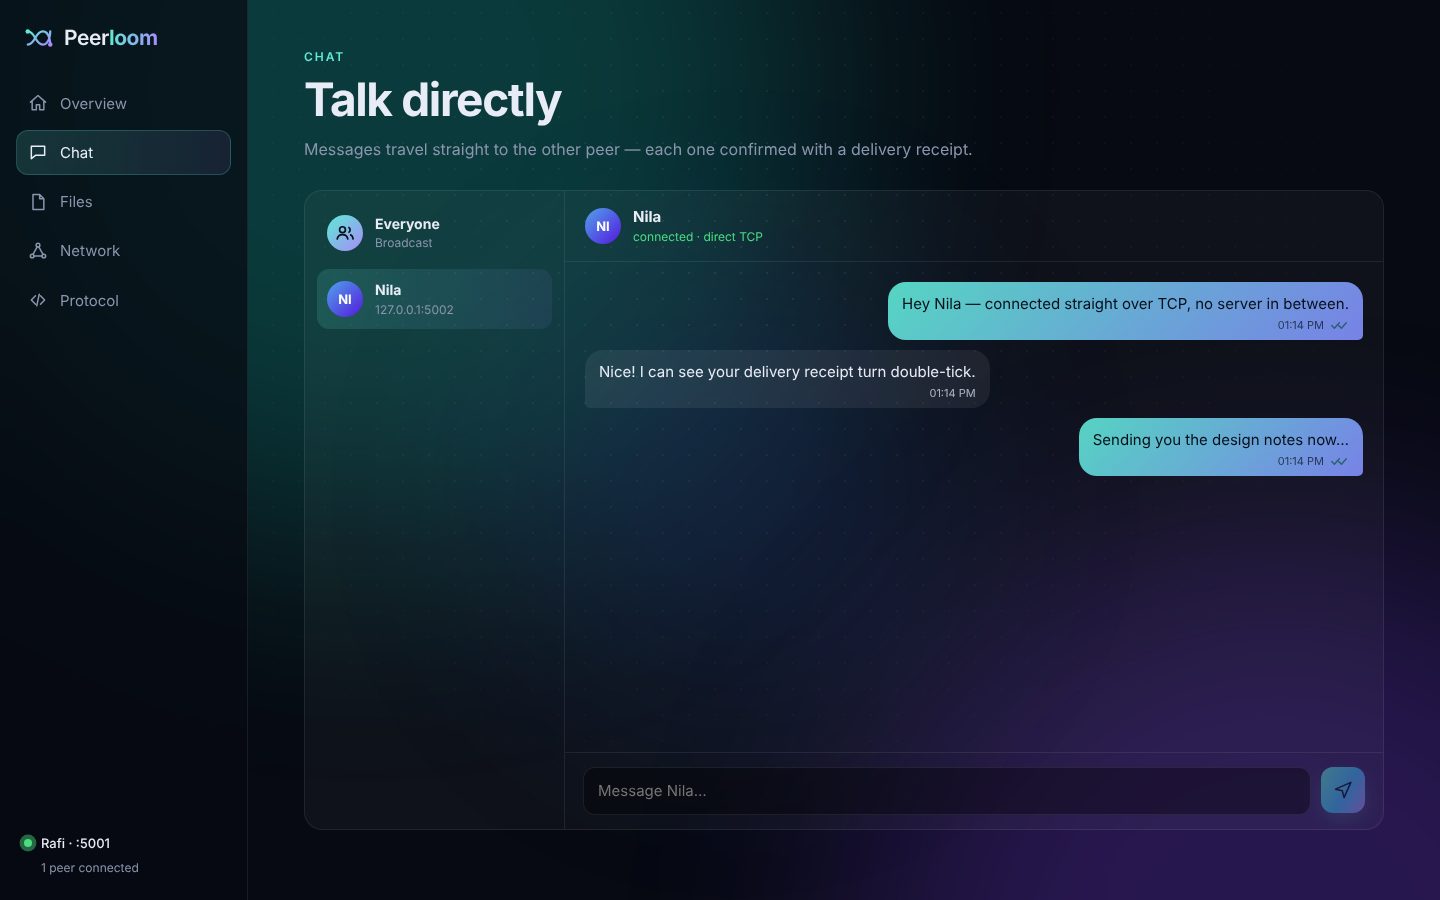 Peerloom
Overview
Chat
Files
Network
Protocol
Rafi · :5001
1 peer connected
CHAT
Talk directly
Messages travel straight to the other peer — each one confirmed with a delivery receipt.
Everyone
Broadcast
NI
Nila
127.0.0.1:5002
NI
Nila
connected · direct TCP
Hey Nila — connected straight over TCP, no server in between.
01:14 PM
Nice! I can see your delivery receipt turn double-tick.
01:14 PM
Sending you the design notes now…
01:14 PM
Message Nila…